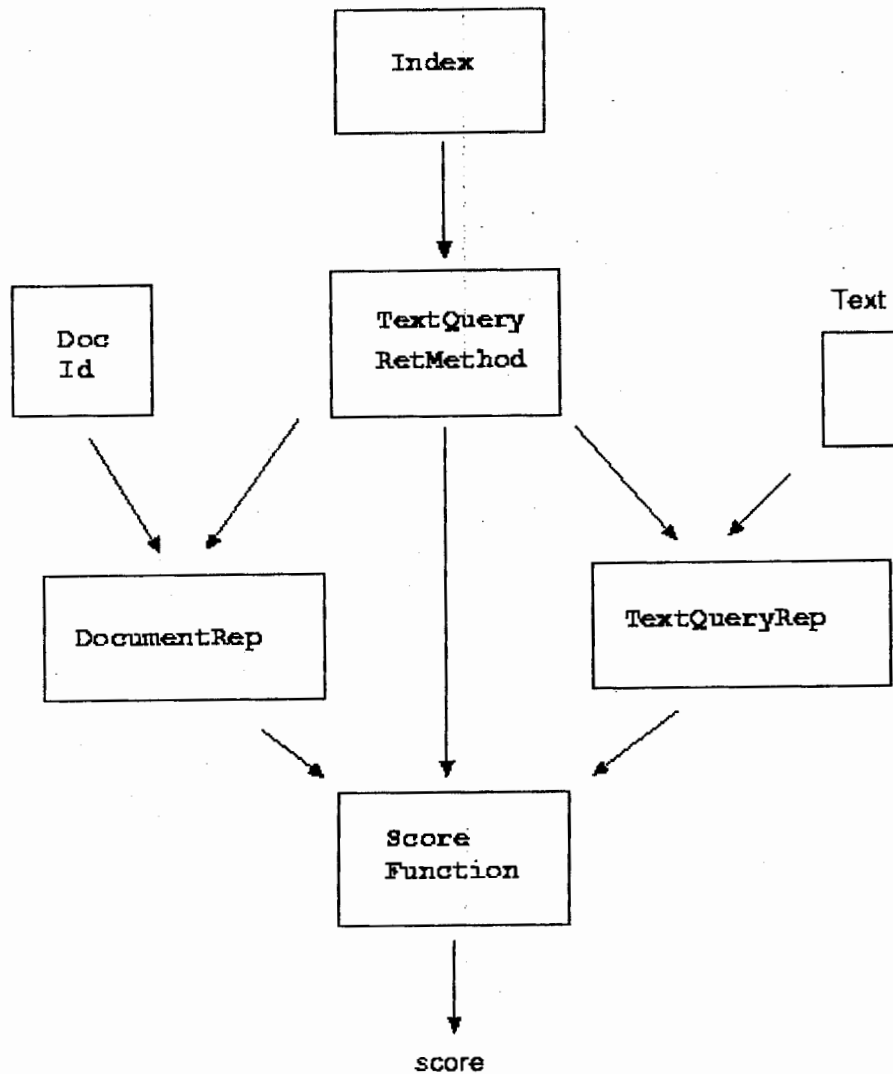 Index
TextQuery
RetMethod
Doc
Id
Text
DocumentRep
TextQueryRep
Score
Function
score